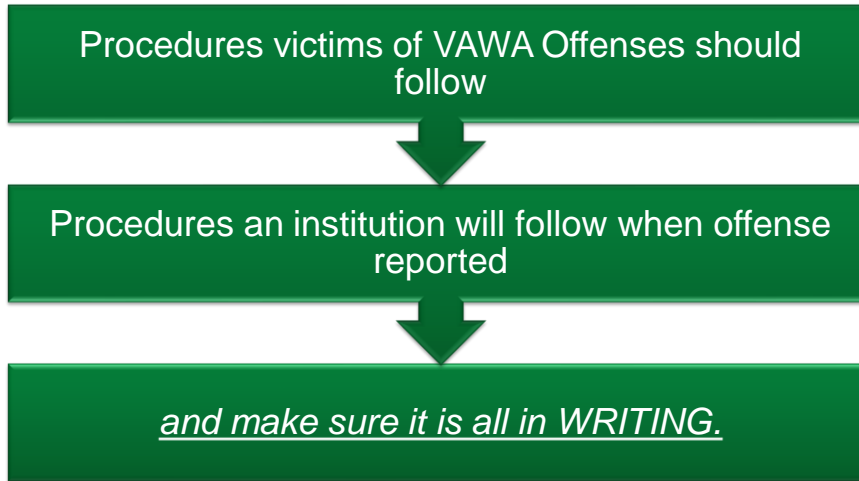 Procedures victims of VAWA Offenses should
follow
Procedures an institution will follow when offense
reported
and make sure it is all in WRITING.